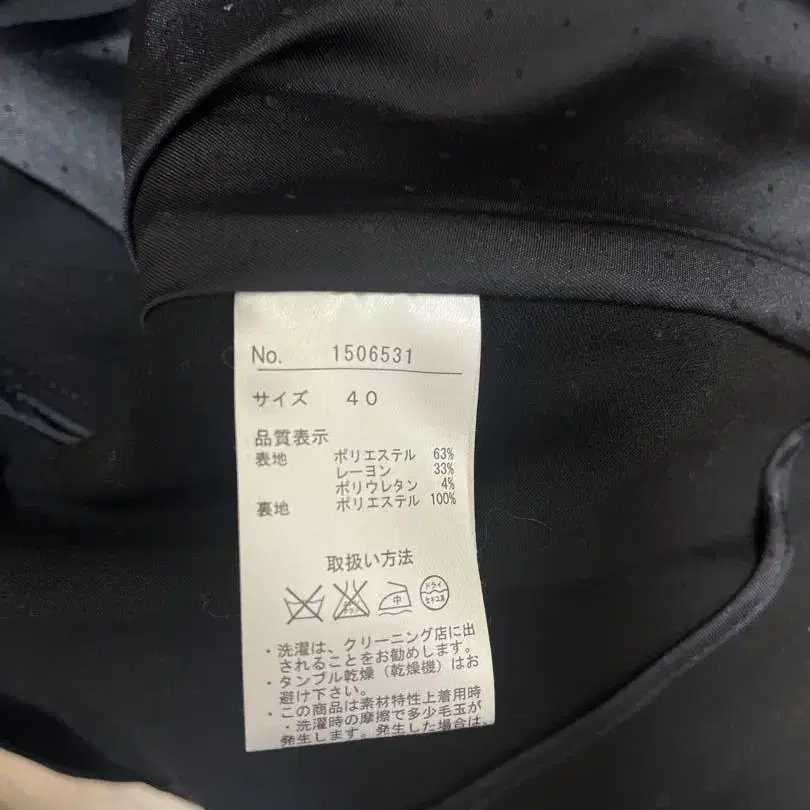 No. 1506531
サイズ 40
品質表示
表地 ポリエステル 63%
レーヨン 33%
ポリウレタン 4%
裏地 ポリエステル 100%
取扱い方法
中
ドライ
セキユ系
・洗濯は、クリーニング店に出
されることをお勧めします。
・タンブル乾燥(乾燥機)はお
避け下さい。
・この商品は素材特性上着用時
・洗濯時の摩擦で多少毛玉が
発生します。発生した場合は、